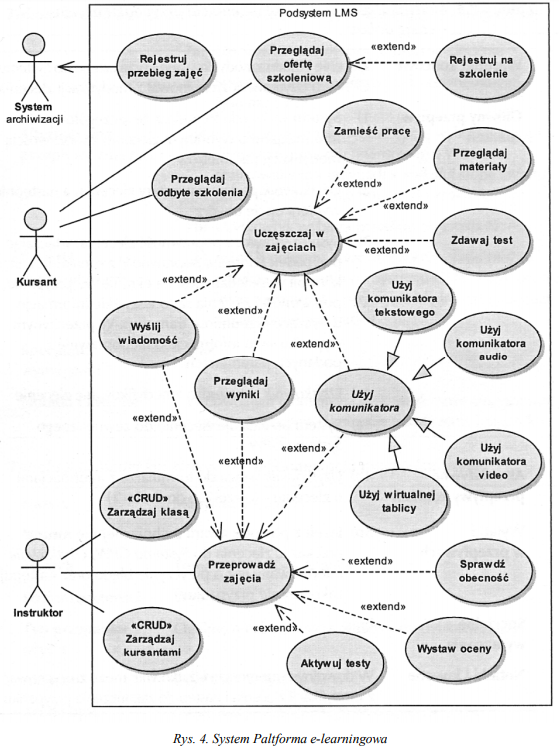 Podsystem LMS
Rejestruj
przebieg zajęć
Przeglądaj
ofertę
szkoleniową
«extend»
Rejestruj na
szkolenie
System
archiwizacji
Zamieść pracę
Przeglądaj
materiały
«extend»
Przeglądaj
odbyte szkolenia
«extend»
Kursant
Uczęszczaj w
zajęciach
«extend»
Zdawaj test
«extend»
«extend»
«extend»
Użyj
komunikatora
tekstowego
Wyślij
wiadomość
Użyj
komunikatora
audio
Przeglądaj
wyniki
Użyj
komunikatora
«extend»
«extend»
«extend»
Użyj
komunikatora
video
«CRUD»
Zarządzaj klasą
Użyj wirtualnej
tablicy
Instruktor
Przeprowadź
zajęcia
«extend»
Sprawdź
obecność
«CRUD»
Zarządzaj
kursantami
«extend»
«extend»
Aktywuj testy
Wystaw oceny
Rys. 4. System Paltforma e-learningowa